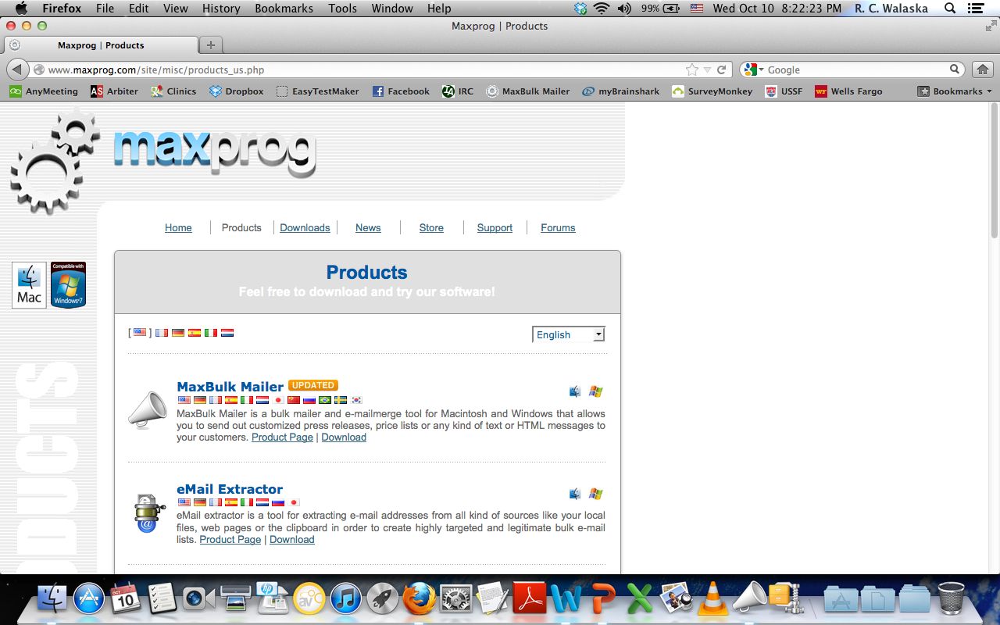 Firefox File Edit View History Bookmarks Tools Window Help 99% Wed Oct 10 8:22:23 PM R. C. Walaska
Maxprog | Products
Maxprog | Products
www.maxprog.com/site/misc/products_us.php Google
AnyMeeting Arbiter Clinics Dropbox EasyTestMaker Facebook IRC MaxBulk Mailer myBrainshark SurveyMonkey USSF Wells Fargo Bookmarks
maxprog
Home Products Downloads News Store Support Forums
Mac
Compatible with
Windows 7
PRODUCTS
Products
Feel free to download and try our software!
[ ] English
MaxBulk Mailer UPDATED
MaxBulk Mailer is a bulk mailer and e-mailmerge tool for Macintosh and Windows that allows
you to send out customized press releases, price lists or any kind of text or HTML messages to
your customers. Product Page | Download
eMail Extractor
eMail extractor is a tool for extracting e-mail addresses from all kind of sources like your local
files, web pages or the clipboard in order to create highly targeted and legitimate bulk e-mail
lists. Product Page | Download
OCT
10
hp
av
W P X